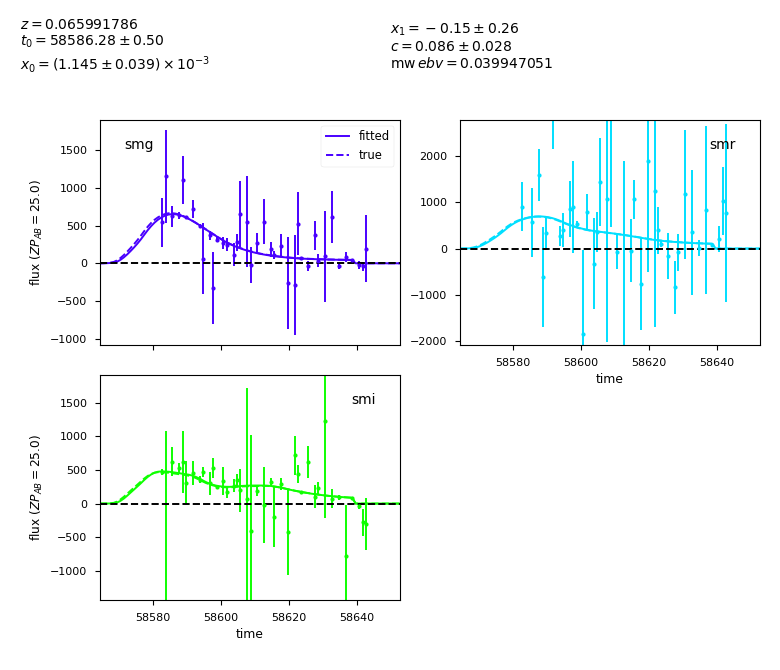 z = 0.065991786
t₀ = 58586.28 ± 0.50
x₀ = (1.145 ± 0.039) × 10⁻³
x₁ = −0.15 ± 0.26
c = 0.086 ± 0.028
mw ebv = 0.039947051
smg
fitted
true
1500
1000
500
0
−500
−1000
flux (ZP_AB = 25.0)
smr
2000
1000
0
−1000
−2000
58580 58600 58620 58640
time
smi
1500
1000
500
0
−500
−1000
flux (ZP_AB = 25.0)
58580 58600 58620 58640
time